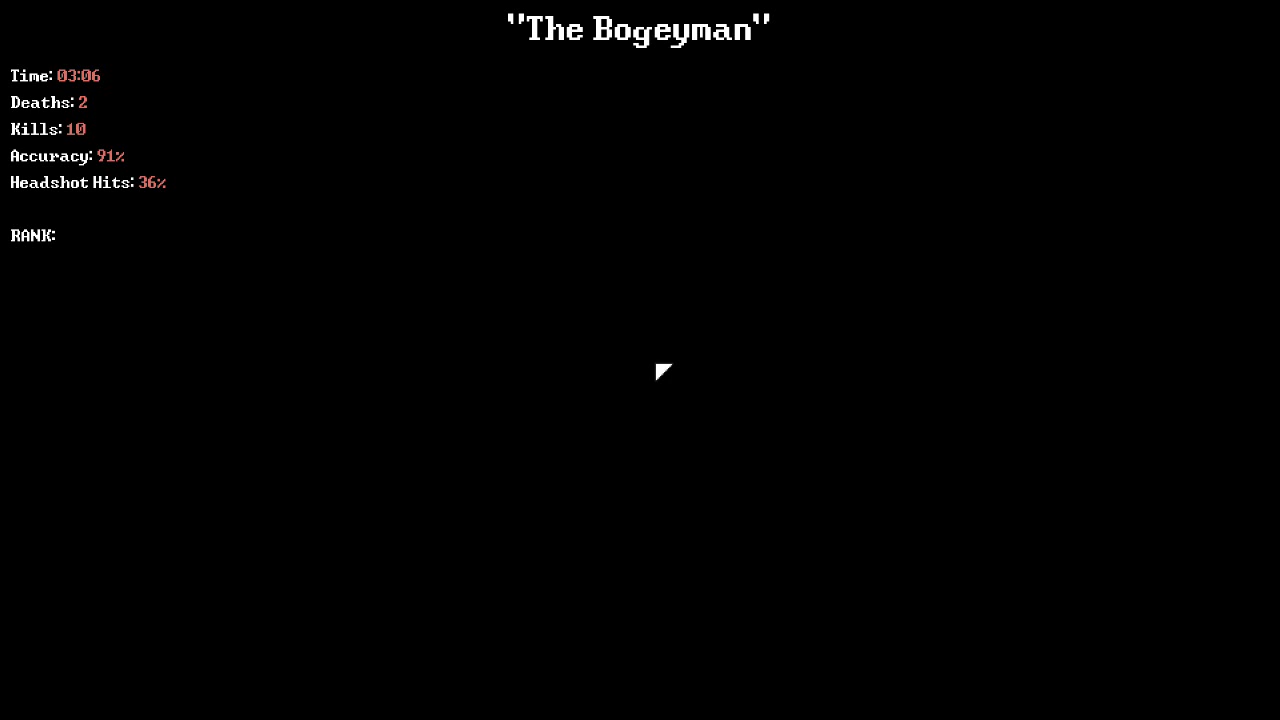 "The Bogeyman"
Time: 03:06
Deaths: 2
Kills: 10
Accuracy: 91%
Headshot Hits: 36%
RANK: